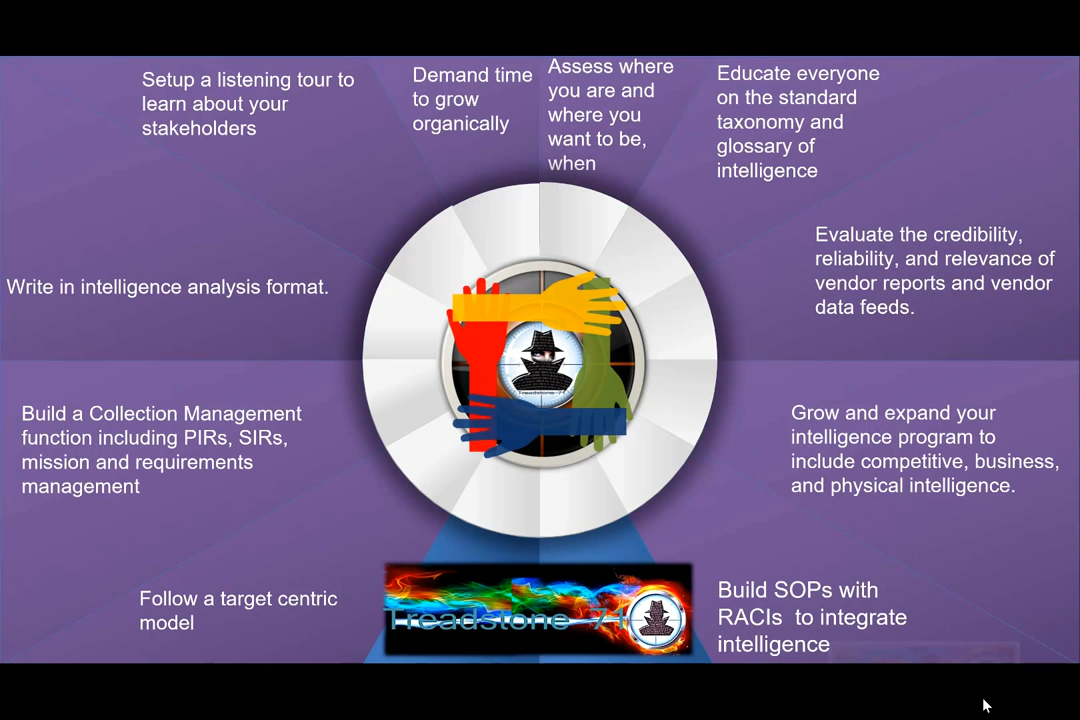 Setup a listening tour to
learn about your
stakeholders
Demand time
to grow
organically
Assess where
you are and
where you
want to be,
when
Educate everyone
on the standard
taxonomy and
glossary of
intelligence
Evaluate the credibility,
reliability, and relevance of
vendor reports and vendor
data feeds.
Write in intelligence analysis format.
Build a Collection Management
function including PIRs, SIRs,
mission and requirements
management
Grow and expand your
intelligence program to
include competitive, business,
and physical intelligence.
Follow a target centric
model
Build SOPs with
RACIs to integrate
intelligence
Treadstone 71
Treadstone 71